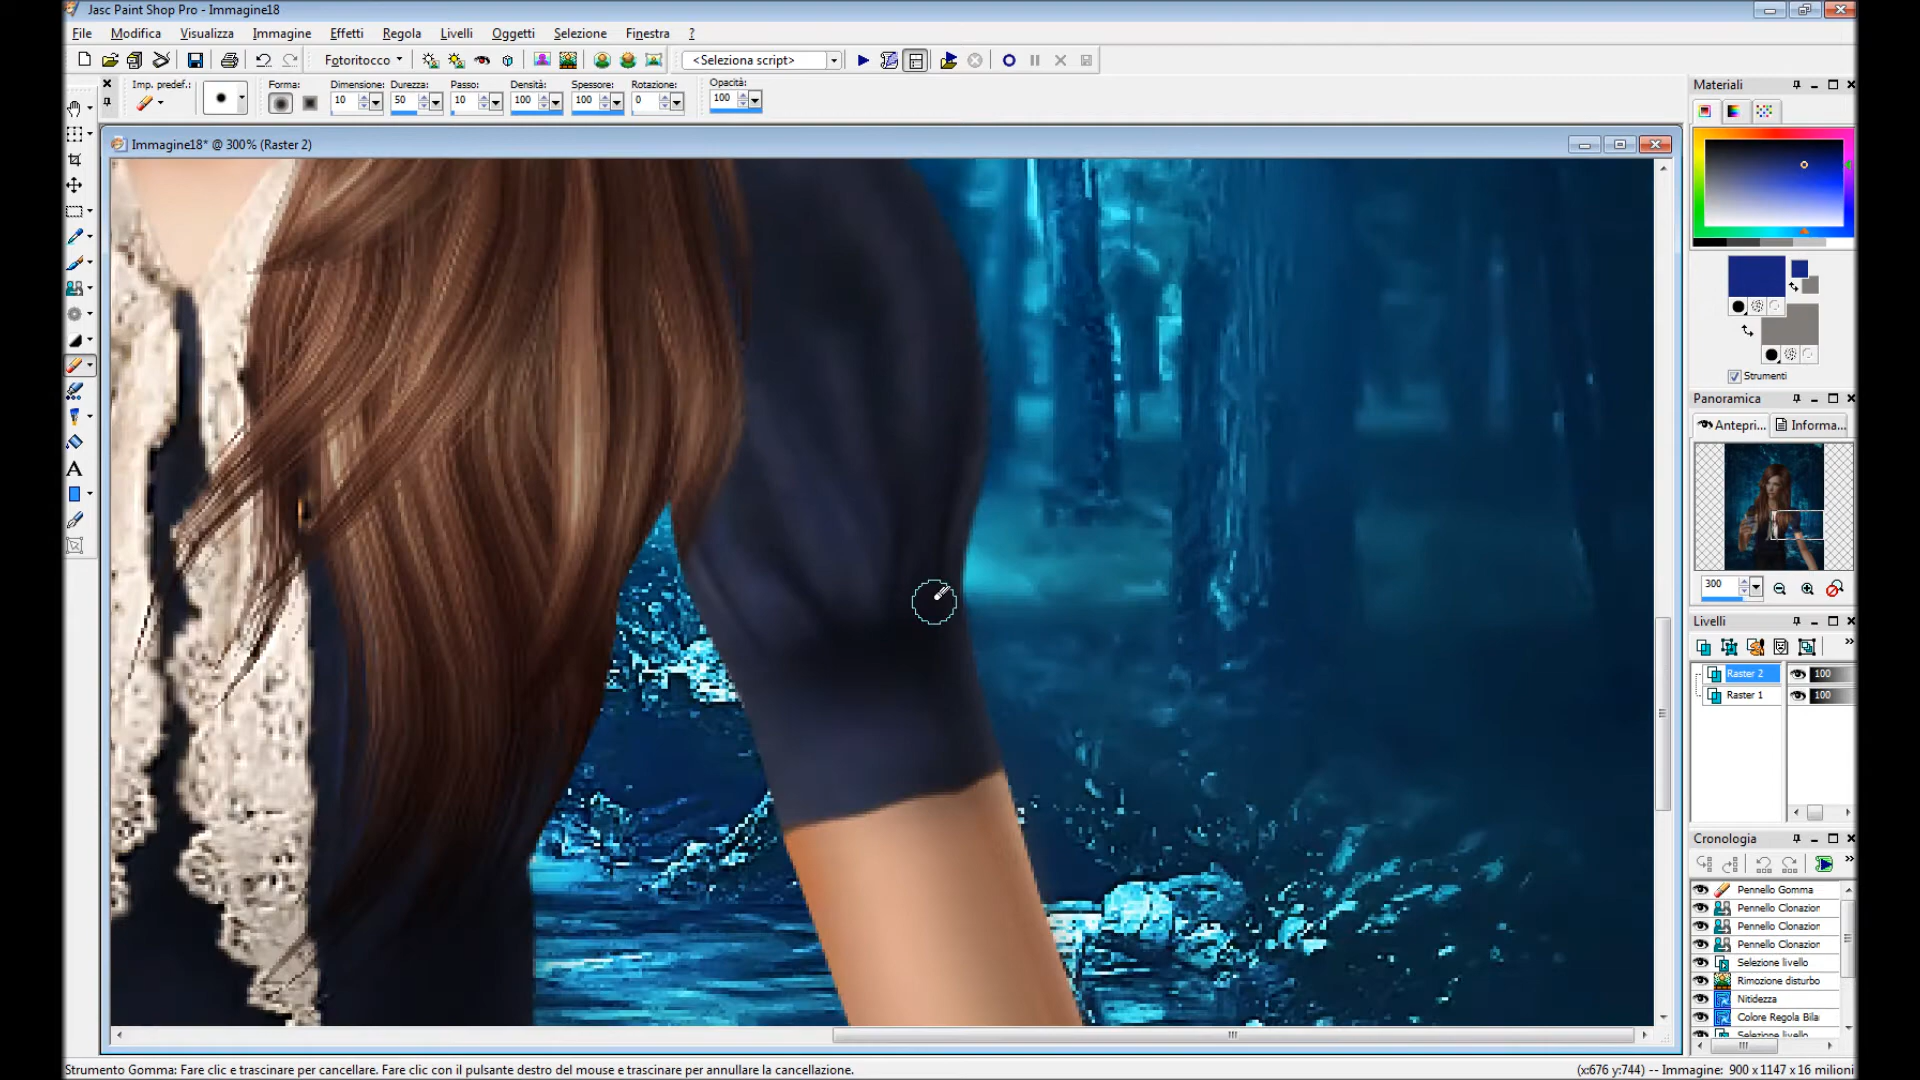 Jasc Paint Shop Pro - Immagine18
File Modifica Visualizza Immagine Effetti Regola Livelli Oggetti Selezione Finestra ?
Fotoritocco <Seleziona script>
Imp. predef.: Forma: Dimensione: Durezza: Passo: Densità: Spessore: Rotazione: Opacità:
10 50 10 100 100 0 100
Immagine18* @ 300% (Raster 2)
Materiali
Strumenti
Panoramica
Antepri... Informa...
300
Livelli
Raster 2 100
Raster 1 100
Cronologia
Pennello Gomma
Pennello Clonazior
Pennello Clonazior
Pennello Clonazior
Selezione livello
Rimozione disturbo
Nitidezza
Colore Regola Bila
Selezione livello
Strumento Gomma: Fare clic e trascinare per cancellare. Fare clic con il pulsante destro del mouse e trascinare per annullare la cancellazione.
(x:676 y:744) -- Immagine: 900 x 1147 x 16 milioni